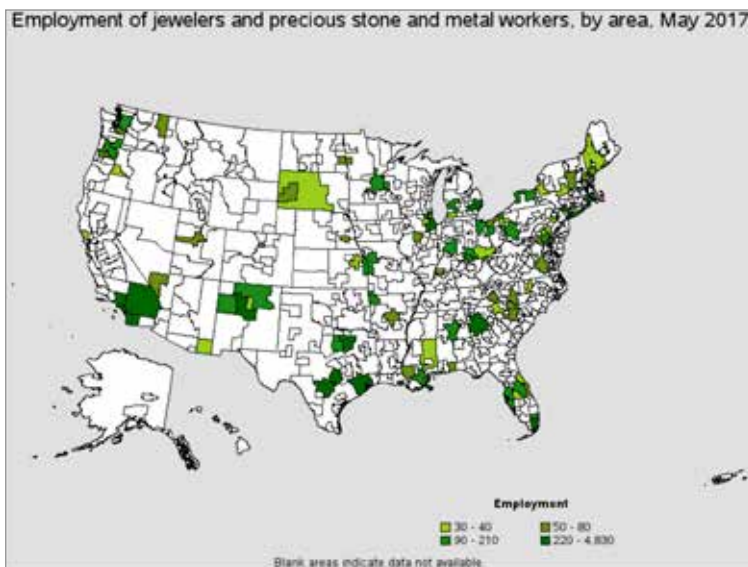 Employment of jewelers and precious stone and metal workers, by area, May 2017
Employment
30 - 40
50 - 80
90 - 210
220 - 4,830
Blank areas indicate data not available.